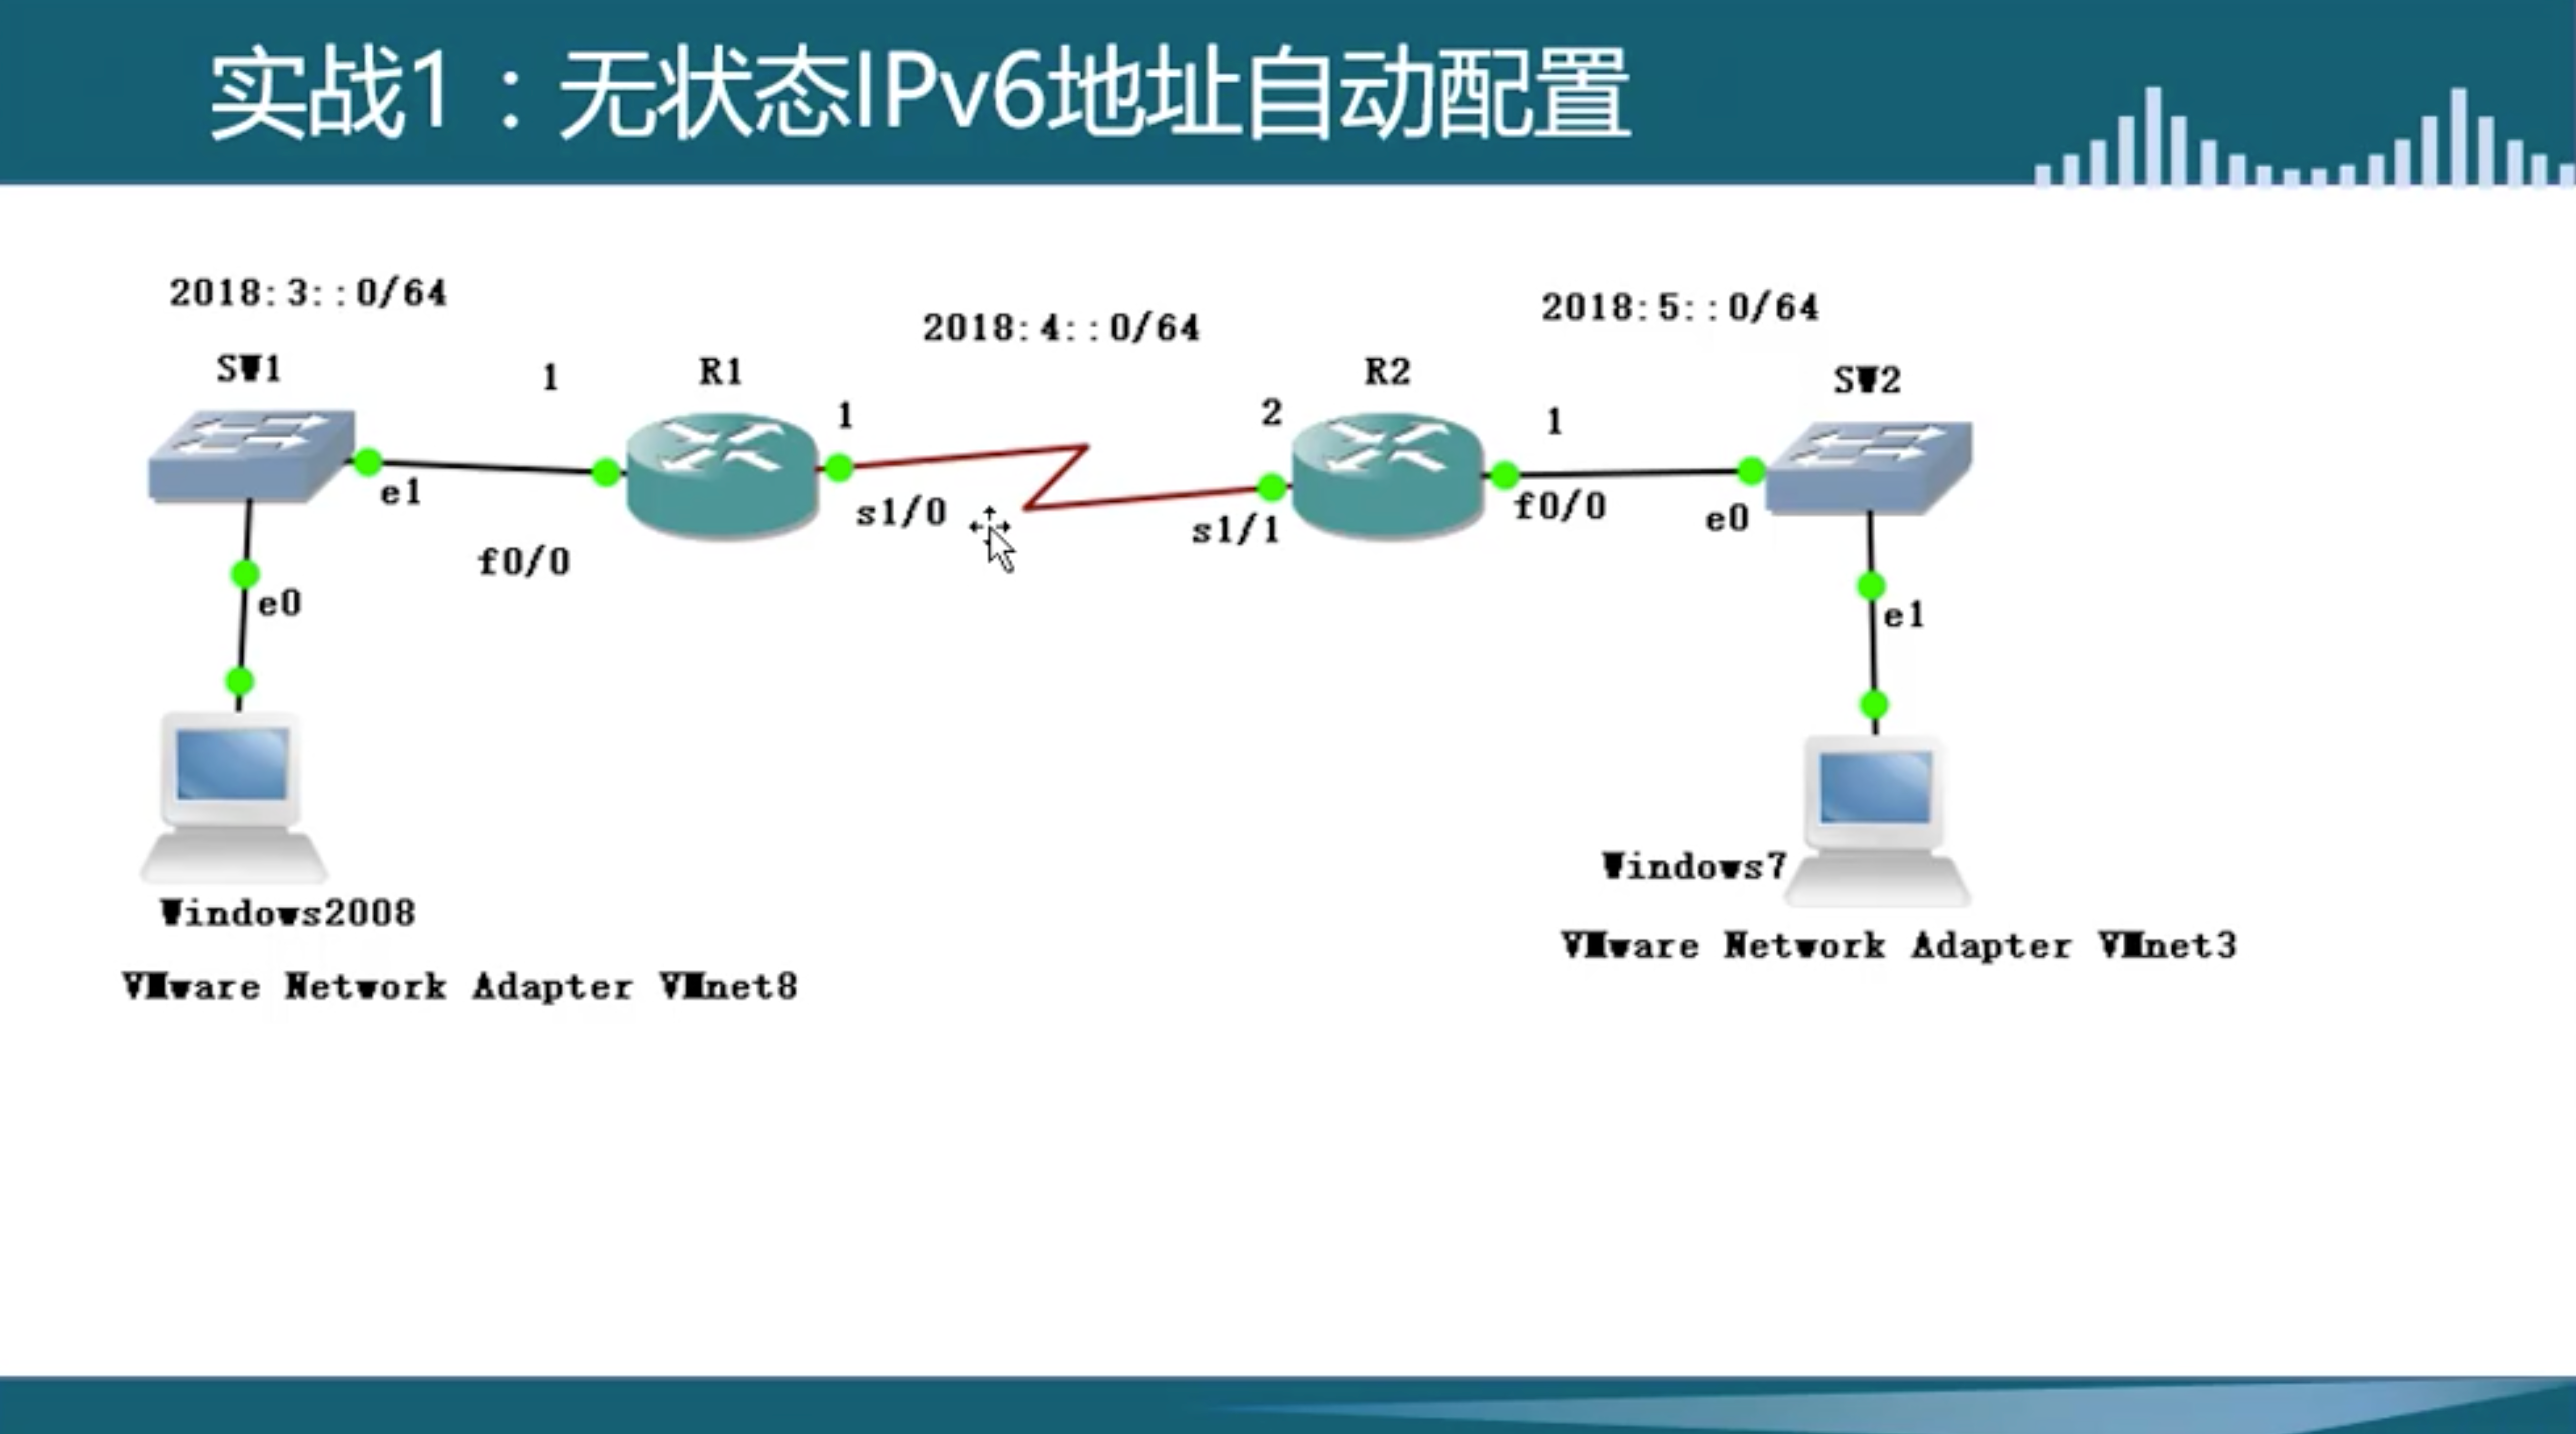 实战1：无状态IPv6地址自动配置
2018:3::0/64
2018:4::0/64
2018:5::0/64
SW1
1
R1
1
2
R2
1
SW2
e1
f0/0
s1/0
s1/1
f0/0
e0
e0
e1
Windows2008
VMware Network Adapter VMnet8
Windows7
VMware Network Adapter VMnet3